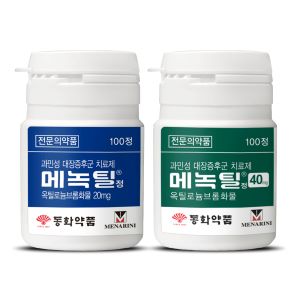 전문의약품
100정
과민성 대장증후군 치료제
메녹틸®정
옥틸로늄브롬화물 20mg
동화약품
MENARINI
전문의약품
100정
과민성 대장증후군 치료제
메녹틸®정 40mg
옥틸로늄브롬화물
동화약품
MENARINI